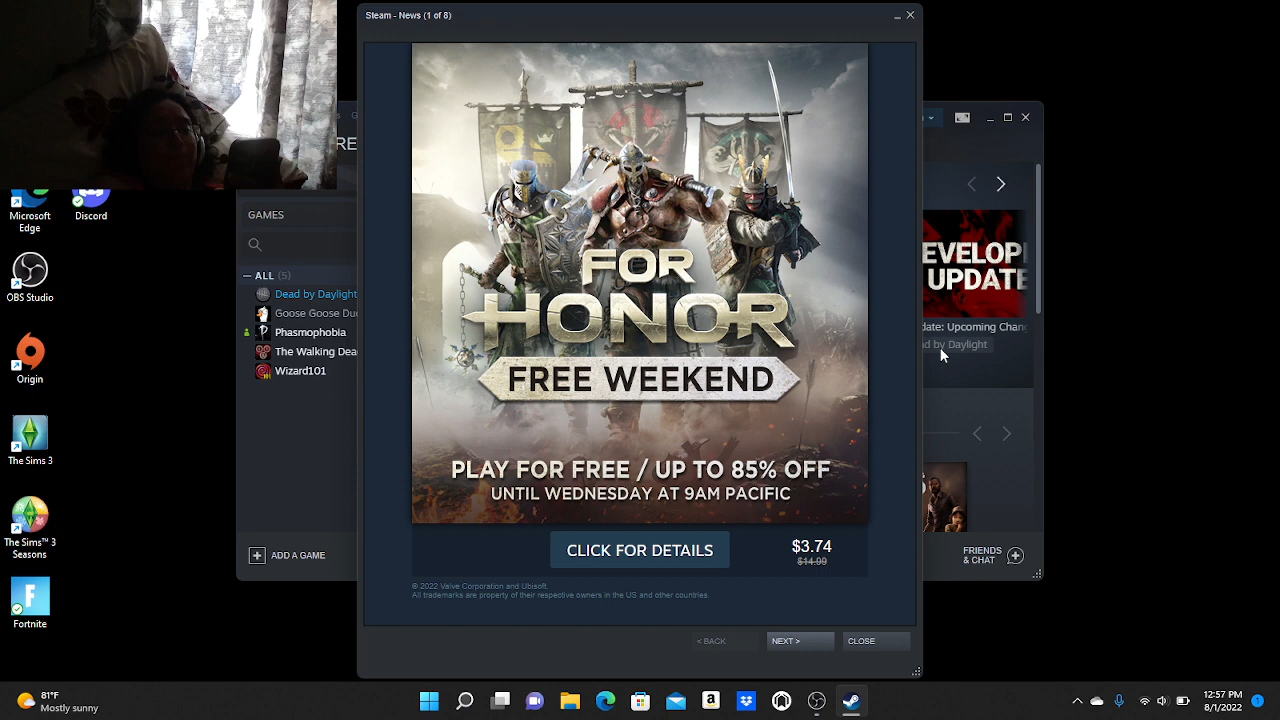 Steam - News (1 of 8)
FOR
HONOR
FREE WEEKEND
PLAY FOR FREE / UP TO 85% OFF
UNTIL WEDNESDAY AT 9AM PACIFIC
CLICK FOR DETAILS
$3.74
$14.99
© 2022 Valve Corporation and Ubisoft.
All trademarks are property of their respective owners in the US and other countries.
< BACK
NEXT >
CLOSE
Microsoft
Edge
Discord
OBS Studio
Origin
The Sims 3
The Sims™ 3
Seasons
Fortnite
RE
GAMES
ALL (5)
Dead by Daylight
Goose Goose Du
Phasmophobia
The Walking Dea
Wizard101
ADD A GAME
EVELOP
UPDATE
date: Upcoming Chan
ad by Daylight
FRIENDS
& CHAT
81°F
Mostly sunny
12:57 PM
8/1/2022
1